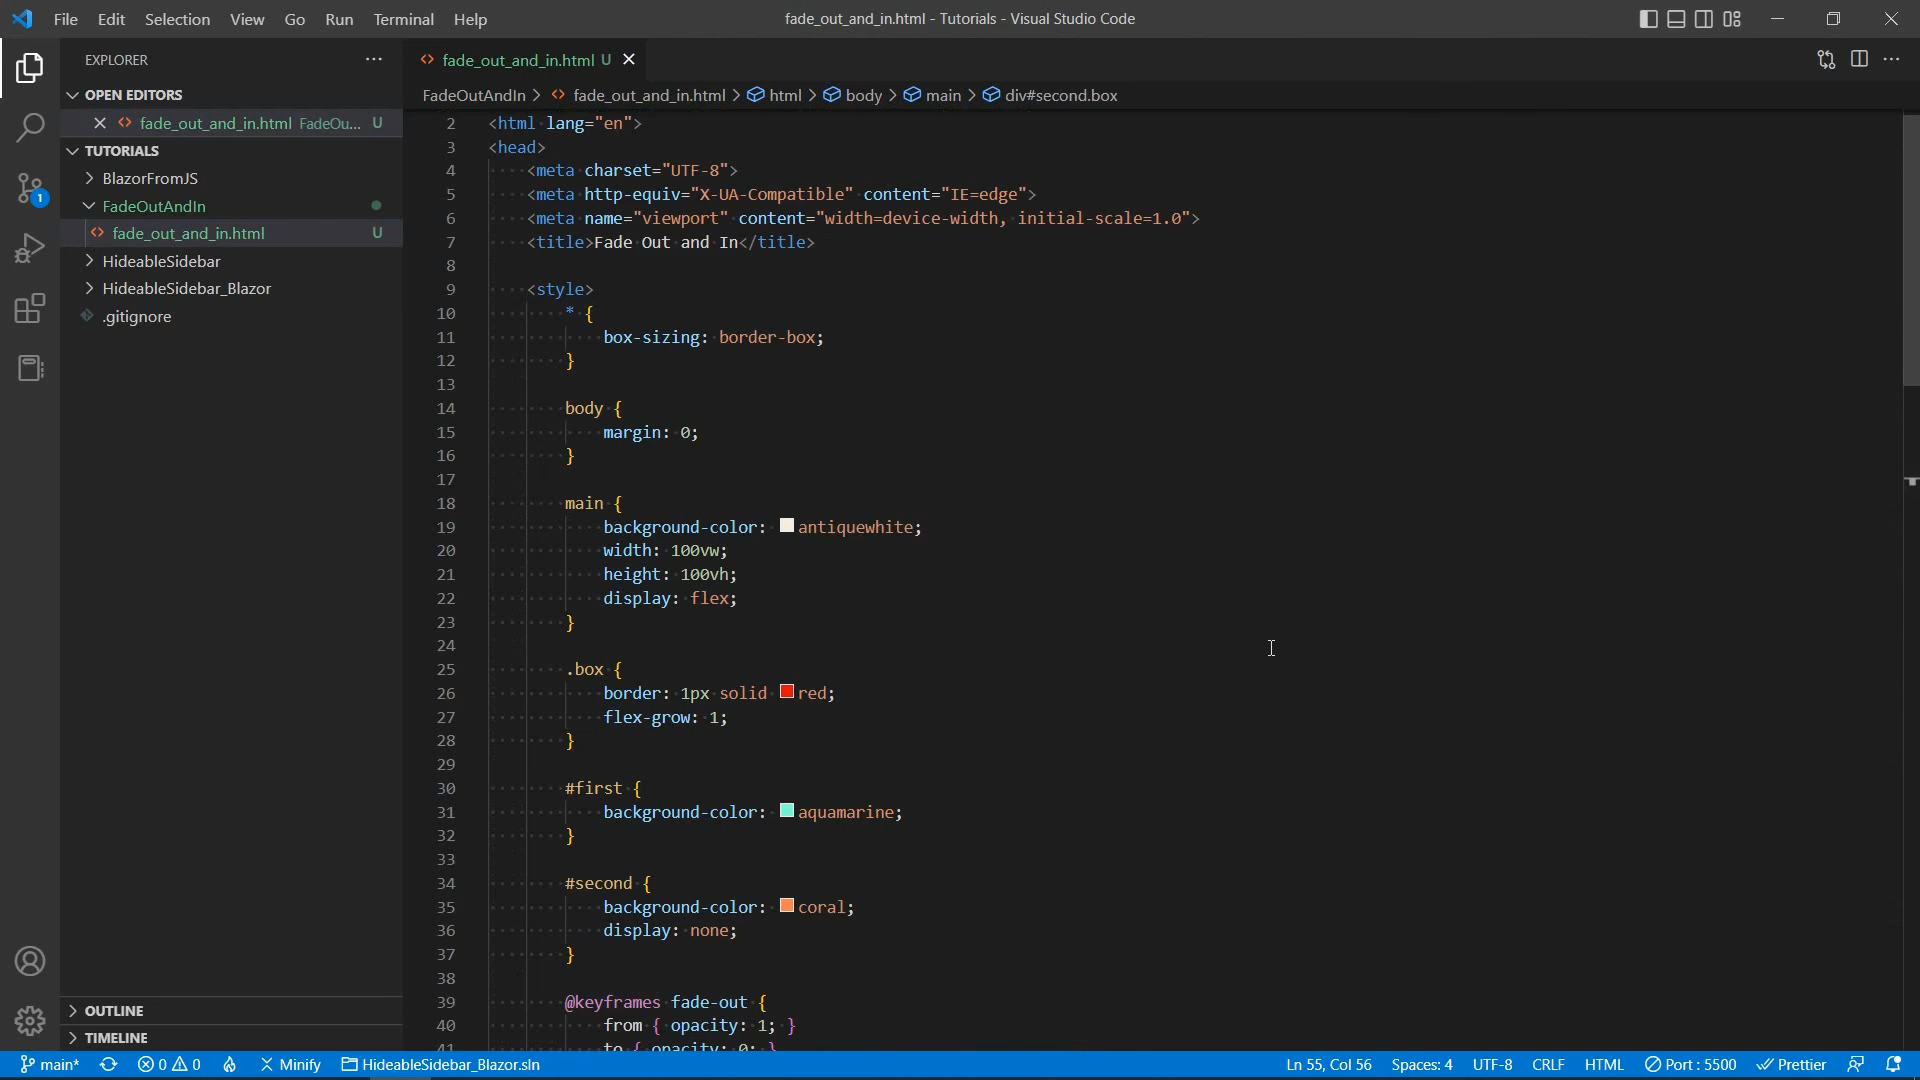 File Edit Selection View Go Run Terminal Help
fade_out_and_in.html - Tutorials - Visual Studio Code
EXPLORER
OPEN EDITORS
fade_out_and_in.html FadeOu... U
TUTORIALS
BlazorFromJS
FadeOutAndIn
fade_out_and_in.html U
HideableSidebar
HideableSidebar_Blazor
.gitignore
OUTLINE
TIMELINE
1
fade_out_and_in.html U
FadeOutAndIn > fade_out_and_in.html > html > body > main > div#second.box
2 <html lang="en">
3 <head>
4 <meta charset="UTF-8">
5 <meta http-equiv="X-UA-Compatible" content="IE=edge">
6 <meta name="viewport" content="width=device-width, initial-scale=1.0">
7 <title>Fade Out and In</title>
8
9 <style>
10 * {
11 box-sizing: border-box;
12 }
13
14 body {
15 margin: 0;
16 }
17
18 main {
19 background-color: antiquewhite;
20 width: 100vw;
21 height: 100vh;
22 display: flex;
23 }
24
25 .box {
26 border: 1px solid red;
27 flex-grow: 1;
28 }
29
30 #first {
31 background-color: aquamarine;
32 }
33
34 #second {
35 background-color: coral;
36 display: none;
37 }
38
39 @keyframes fade-out {
40 from { opacity: 1; }
41 to { opacity: 0; }
main* 0 0 Minify HideableSidebar_Blazor.sln Ln 55, Col 56 Spaces: 4 UTF-8 CRLF HTML Port : 5500 Prettier